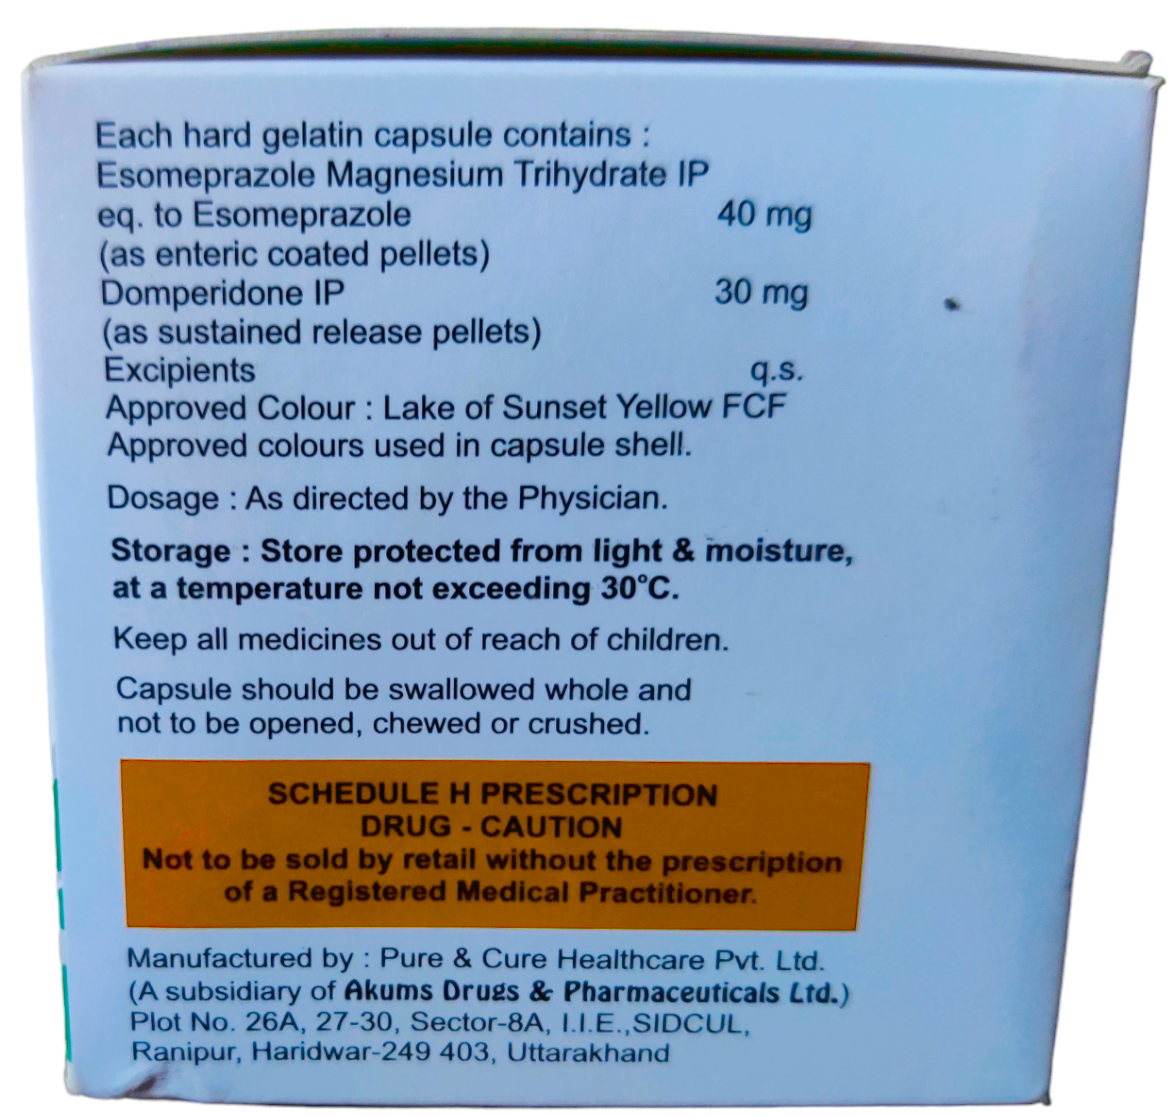 Each hard gelatin capsule contains :
Esomeprazole Magnesium Trihydrate IP
eq. to Esomeprazole 40 mg
(as enteric coated pellets)
Domperidone IP 30 mg
(as sustained release pellets)
Excipients q.s.
Approved Colour : Lake of Sunset Yellow FCF
Approved colours used in capsule shell.
Dosage : As directed by the Physician.
Storage : Store protected from light & moisture,
at a temperature not exceeding 30°C.
Keep all medicines out of reach of children.
Capsule should be swallowed whole and
not to be opened, chewed or crushed.
SCHEDULE H PRESCRIPTION
DRUG - CAUTION
Not to be sold by retail without the prescription
of a Registered Medical Practitioner.
Manufactured by : Pure & Cure Healthcare Pvt. Ltd.
(A subsidiary of Akums Drugs & Pharmaceuticals Ltd.)
Plot No. 26A, 27-30, Sector-8A, I.I.E.,SIDCUL,
Ranipur, Haridwar-249 403, Uttarakhand